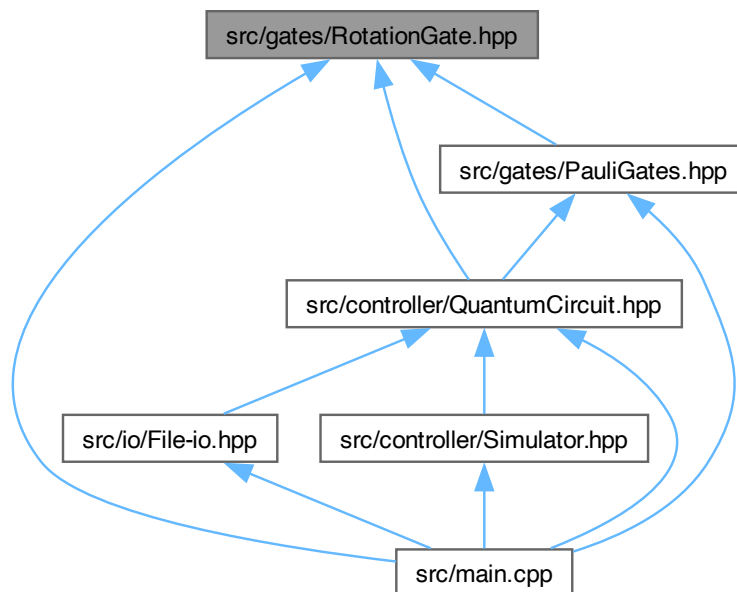 src/gates/RotationGate.hpp
src/gates/PauliGates.hpp
src/controller/QuantumCircuit.hpp
src/io/File-io.hpp
src/controller/Simulator.hpp
src/main.cpp